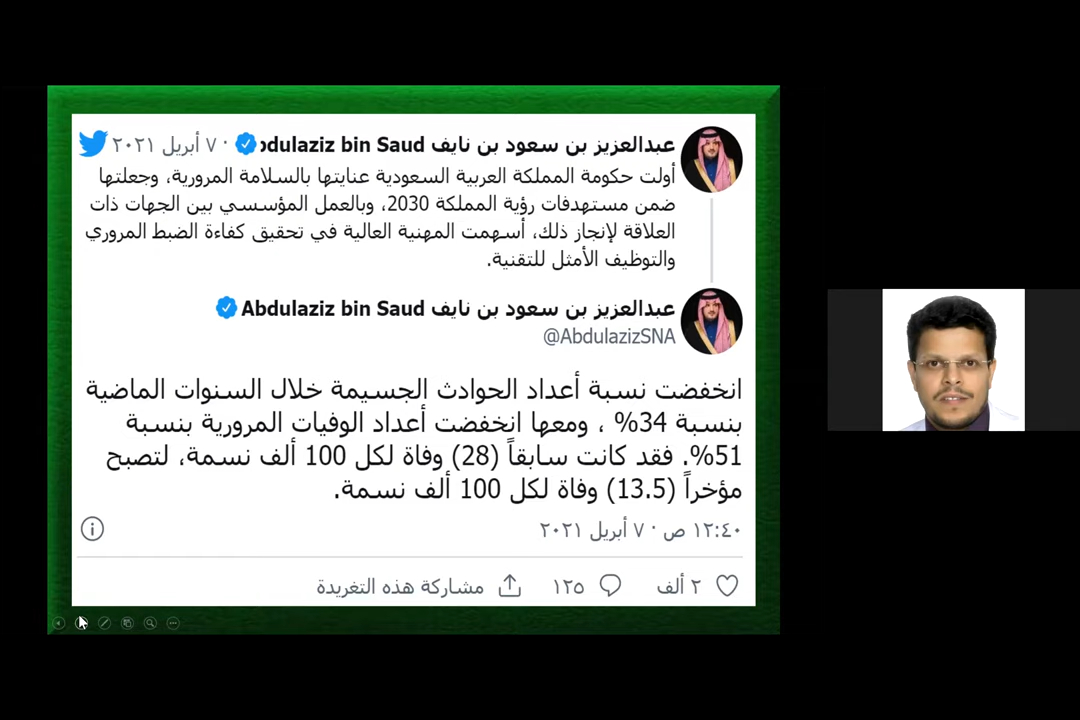 عبدالعزيز بن سعود بن نايف dulaziz bin Saud · ٧ أبريل ٢٠٢١
أولت حكومة المملكة العربية السعودية عنايتها بالسلامة المرورية، وجعلتها
ضمن مستهدفات رؤية المملكة 2030، وبالعمل المؤسسي بين الجهات ذات
العلاقة لإنجاز ذلك، أسهمت المهنية العالية في تحقيق كفاءة الضبط المروري
والتوظيف الأمثل للتقنية.
عبدالعزيز بن سعود بن نايف Abdulaziz bin Saud
@AbdulazizSNA
انخفضت نسبة أعداد الحوادث الجسيمة خلال السنوات الماضية
بنسبة 34% ، ومعها انخفضت أعداد الوفيات المرورية بنسبة
51%. فقد كانت سابقاً (28) وفاة لكل 100 ألف نسمة، لتصبح
مؤخراً (13.5) وفاة لكل 100 ألف نسمة.
١٢:٤٠ ص · ٧ أبريل ٢٠٢١
٢ ألف ١٢٥ مشاركة هذه التغريدة